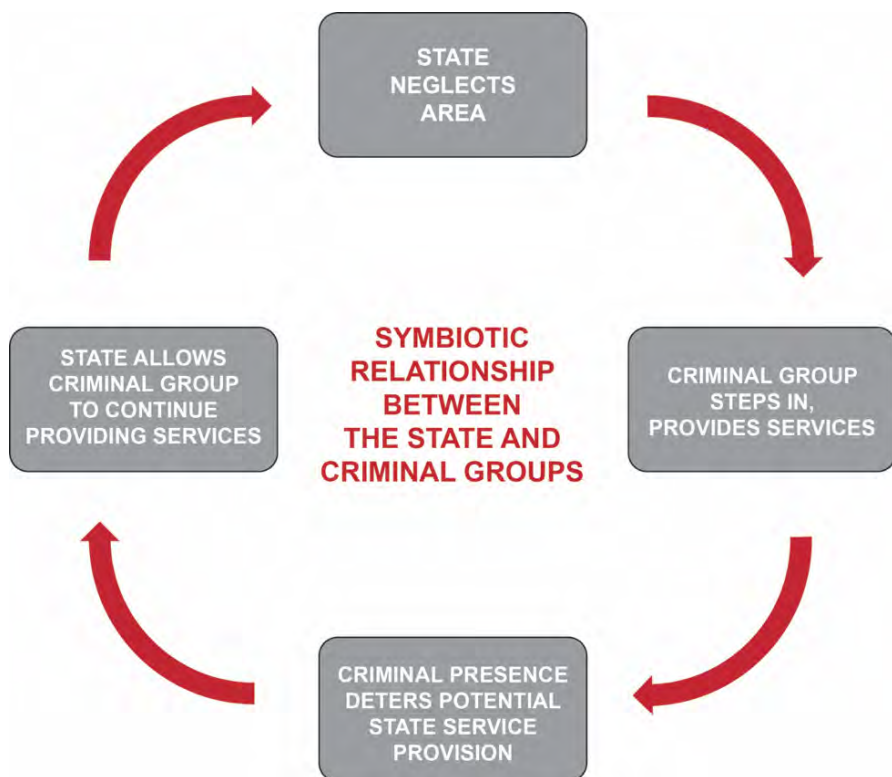 STATE
NEGLECTS
AREA
CRIMINAL GROUP
STEPS IN,
PROVIDES SERVICES
CRIMINAL PRESENCE
DETERS POTENTIAL
STATE SERVICE
PROVISION
STATE ALLOWS
CRIMINAL GROUP
TO CONTINUE
PROVIDING SERVICES
SYMBIOTIC
RELATIONSHIP
BETWEEN
THE STATE AND
CRIMINAL GROUPS